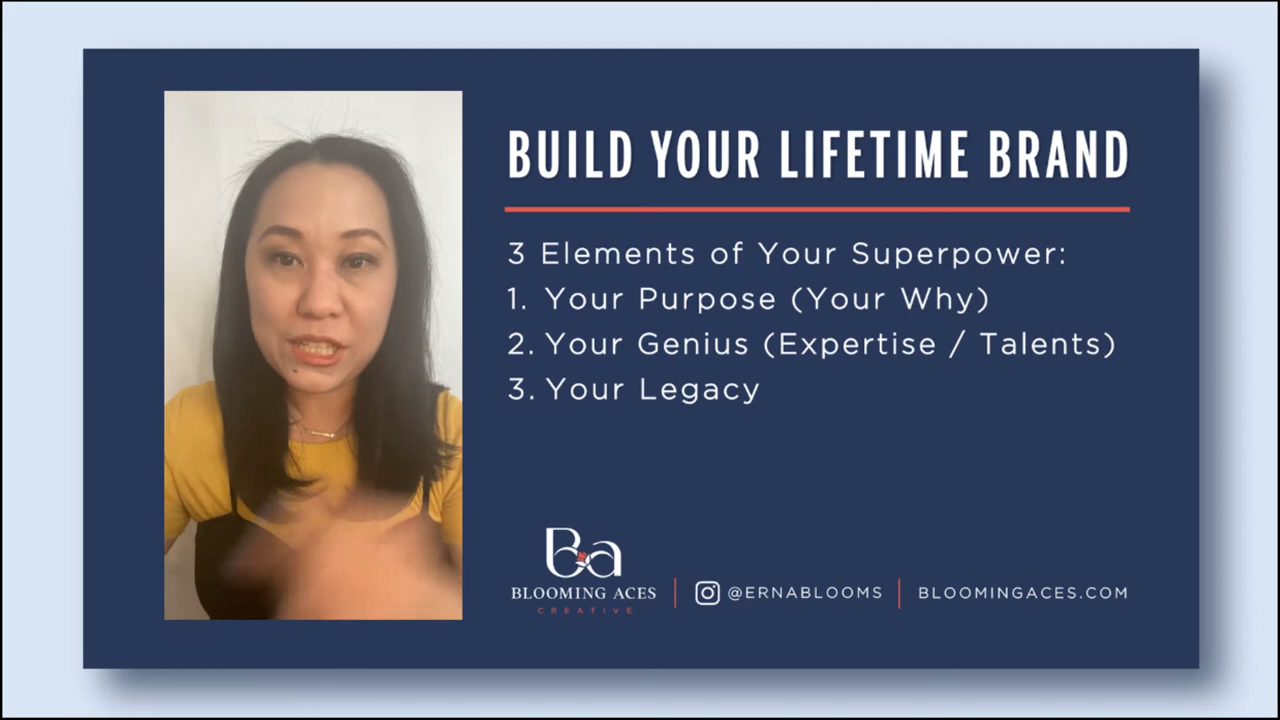 BUILD YOUR LIFETIME BRAND
3 Elements of Your Superpower:
1. Your Purpose (Your Why)
2. Your Genius (Expertise / Talents)
3. Your Legacy
Ba
BLOOMING ACES
CREATIVE
@ERNABLOOMS
BLOOMINGACES.COM